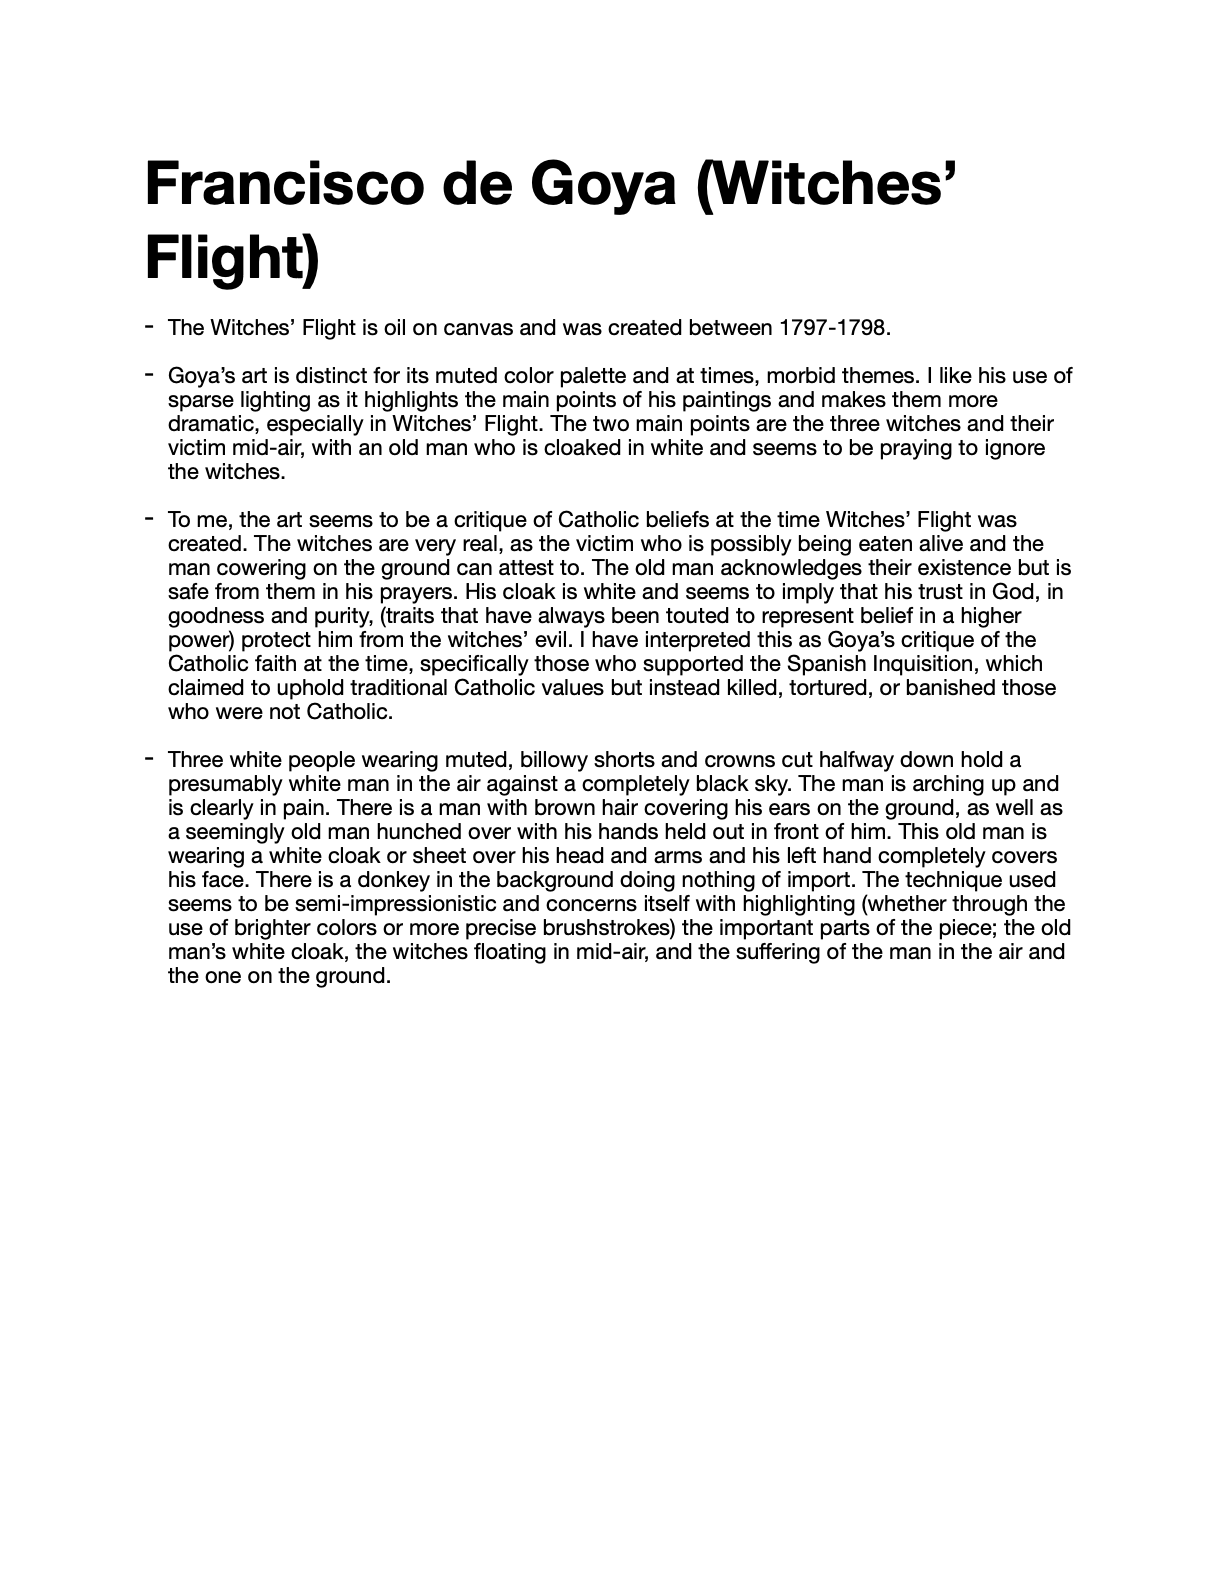 Francisco de Goya (Witches’
Flight)
- The Witches’ Flight is oil on canvas and was created between 1797-1798.
- Goya’s art is distinct for its muted color palette and at times, morbid themes. I like his use of
sparse lighting as it highlights the main points of his paintings and makes them more
dramatic, especially in Witches’ Flight. The two main points are the three witches and their
victim mid-air, with an old man who is cloaked in white and seems to be praying to ignore
the witches.
- To me, the art seems to be a critique of Catholic beliefs at the time Witches’ Flight was
created. The witches are very real, as the victim who is possibly being eaten alive and the
man cowering on the ground can attest to. The old man acknowledges their existence but is
safe from them in his prayers. His cloak is white and seems to imply that his trust in God, in
goodness and purity, (traits that have always been touted to represent belief in a higher
power) protect him from the witches’ evil. I have interpreted this as Goya’s critique of the
Catholic faith at the time, specifically those who supported the Spanish Inquisition, which
claimed to uphold traditional Catholic values but instead killed, tortured, or banished those
who were not Catholic.
- Three white people wearing muted, billowy shorts and crowns cut halfway down hold a
presumably white man in the air against a completely black sky. The man is arching up and
is clearly in pain. There is a man with brown hair covering his ears on the ground, as well as
a seemingly old man hunched over with his hands held out in front of him. This old man is
wearing a white cloak or sheet over his head and arms and his left hand completely covers
his face. There is a donkey in the background doing nothing of import. The technique used
seems to be semi-impressionistic and concerns itself with highlighting (whether through the
use of brighter colors or more precise brushstrokes) the important parts of the piece; the old
man’s white cloak, the witches floating in mid-air, and the suffering of the man in the air and
the one on the ground.